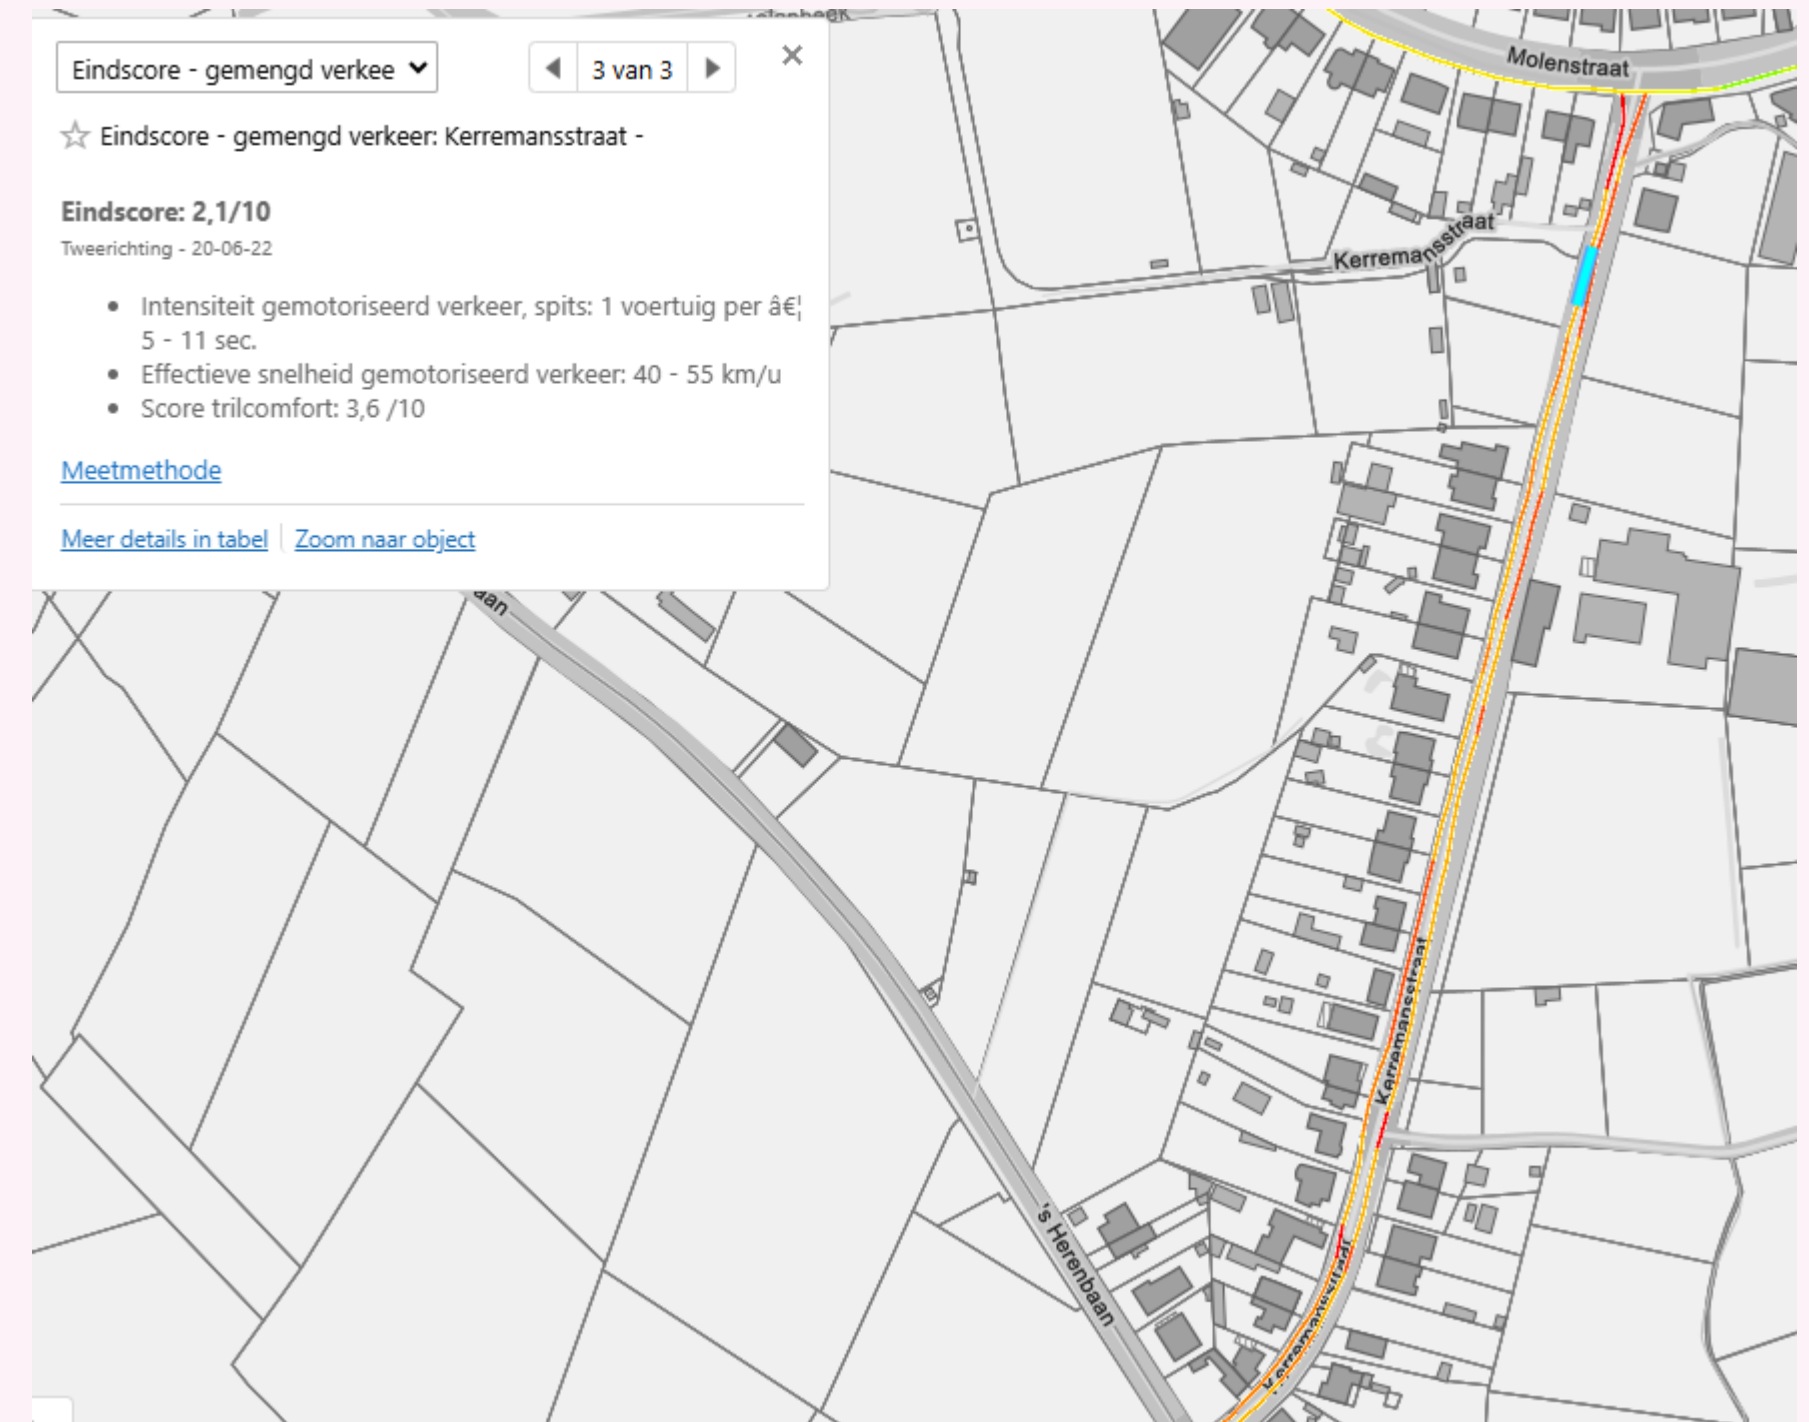 Eindscore - gemengd verkee
3 van 3
Eindscore - gemengd verkeer: Kerremansstraat -
Eindscore: 2,1/10
Tweerichting - 20-06-22
Intensiteit gemotoriseerd verkeer, spits: 1 voertuig per â€¦
5 - 11 sec.
Effectieve snelheid gemotoriseerd verkeer: 40 - 55 km/u
Score trilcomfort: 3,6 /10
Meetmethode
Meer details in tabel
Zoom naar object
Molenstraat
Kerremansstraat
aan
Kerremansstraat
's Herenbaan
Kerremansstraat